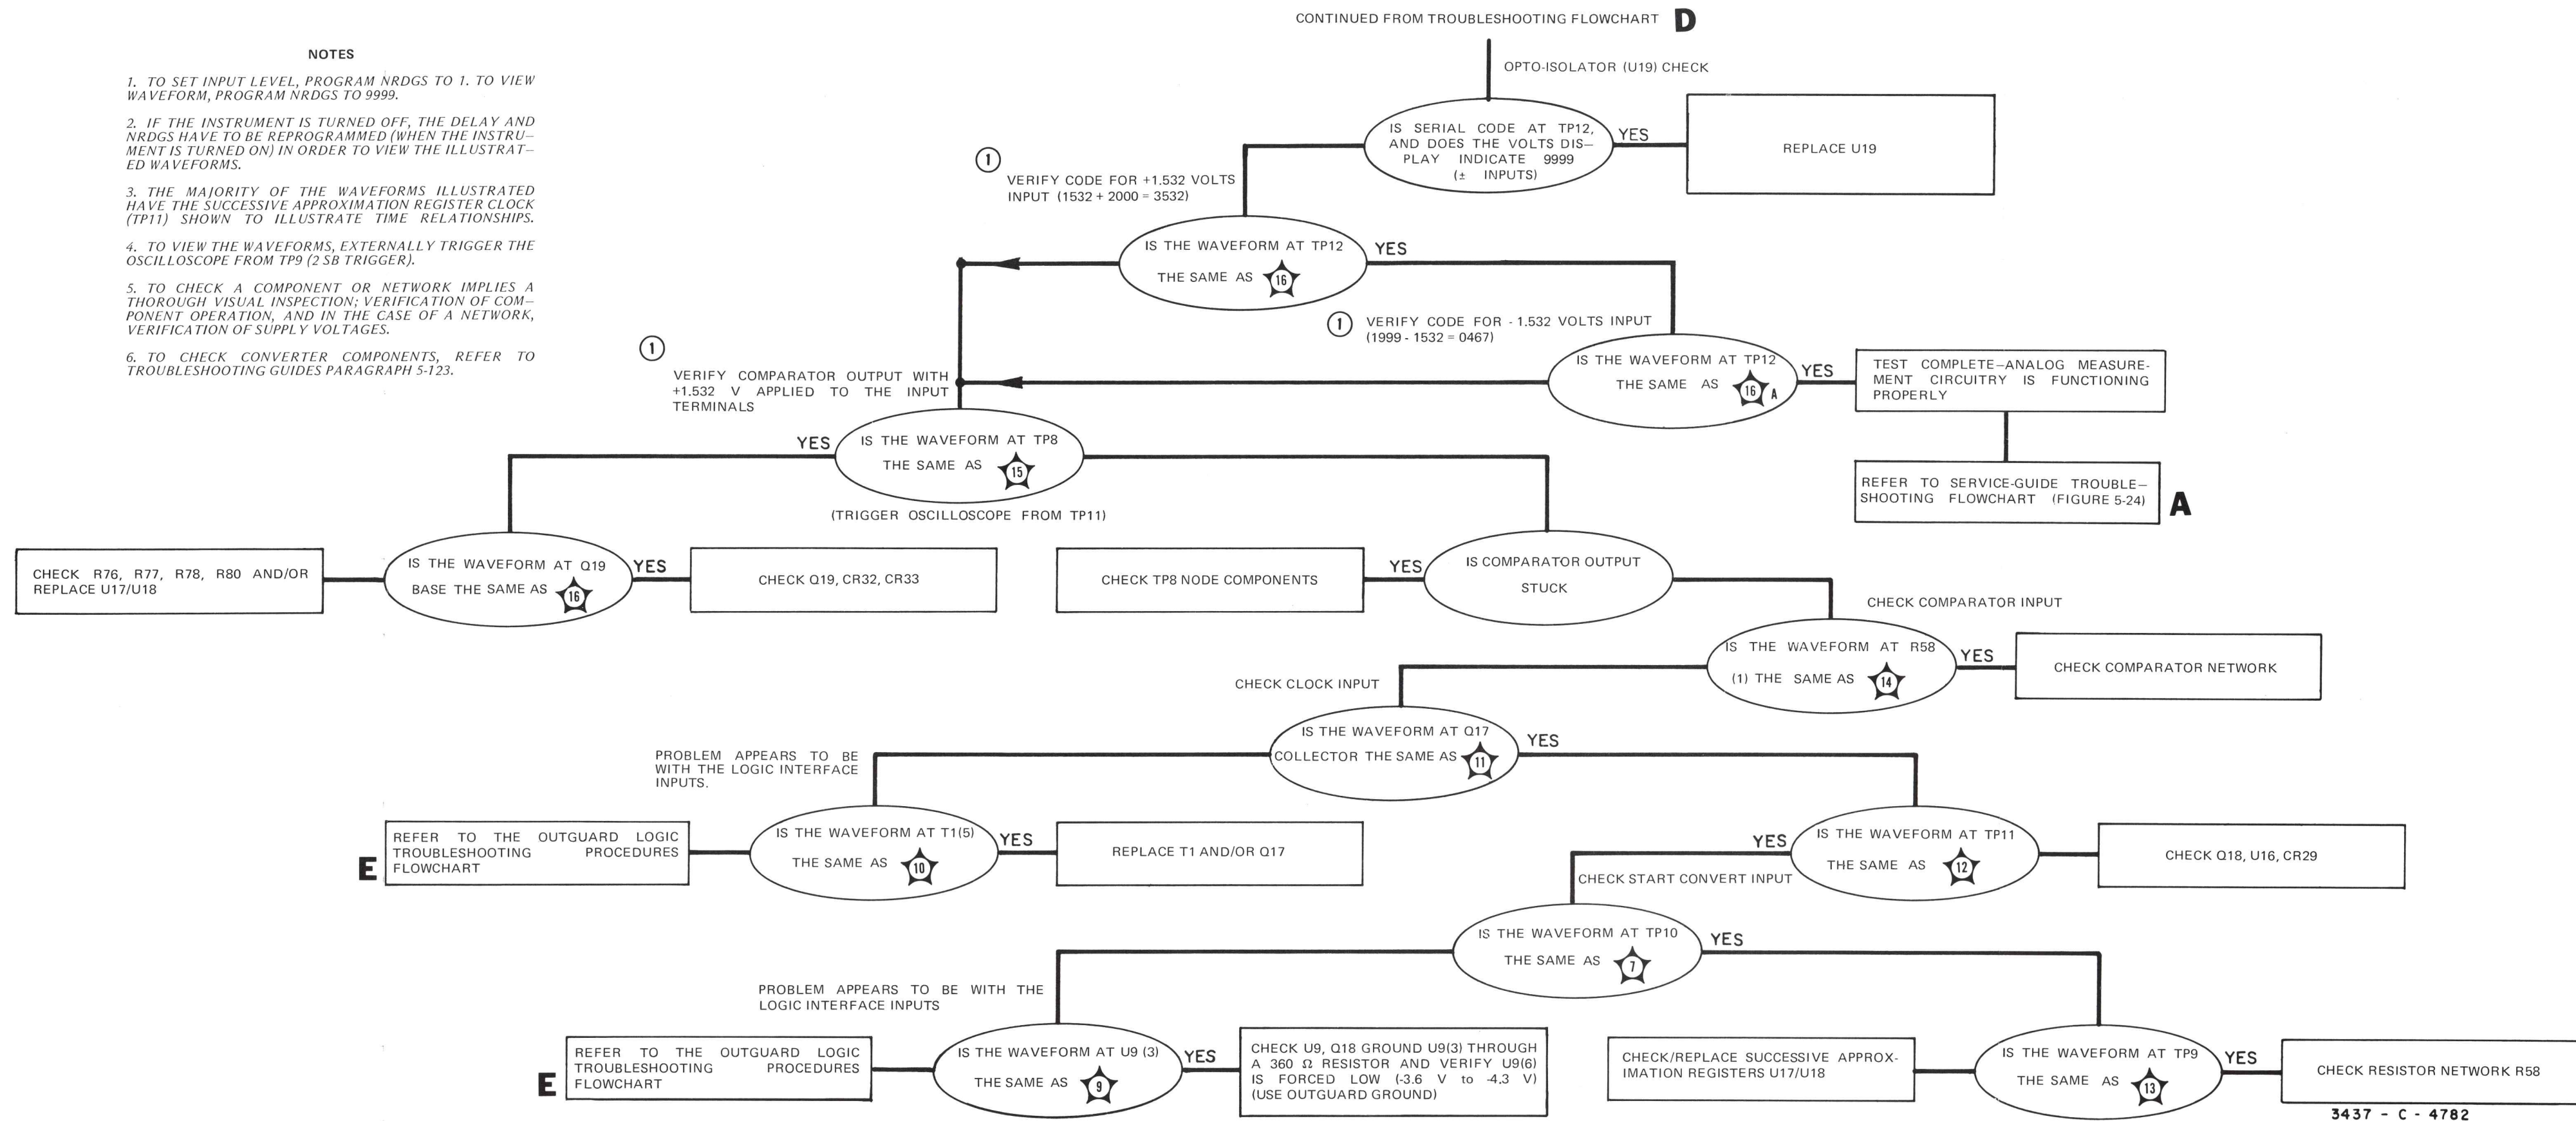 CONTINUED FROM TROUBLESHOOTING FLOWCHART D
NOTES
1. TO SET INPUT LEVEL, PROGRAM NRDGS TO 1. TO VIEW
WAVEFORM, PROGRAM NRDGS TO 9999.
2. IF THE INSTRUMENT IS TURNED OFF, THE DELAY AND
NRDGS HAVE TO BE REPROGRAMMED (WHEN THE INSTRU–
MENT IS TURNED ON) IN ORDER TO VIEW THE ILLUSTRAT–
ED WAVEFORMS.
3. THE MAJORITY OF THE WAVEFORMS ILLUSTRATED
HAVE THE SUCCESSIVE APPROXIMATION REGISTER CLOCK
(TP11) SHOWN TO ILLUSTRATE TIME RELATIONSHIPS.
4. TO VIEW THE WAVEFORMS, EXTERNALLY TRIGGER THE
OSCILLOSCOPE FROM TP9 (2 SB TRIGGER).
5. TO CHECK A COMPONENT OR NETWORK IMPLIES A
THOROUGH VISUAL INSPECTION; VERIFICATION OF COM–
PONENT OPERATION, AND IN THE CASE OF A NETWORK,
VERIFICATION OF SUPPLY VOLTAGES.
6. TO CHECK CONVERTER COMPONENTS, REFER TO
TROUBLESHOOTING GUIDES PARAGRAPH 5-123.
OPTO-ISOLATOR (U19) CHECK
IS SERIAL CODE AT TP12,
AND DOES THE VOLTS DIS–
PLAY INDICATE 9999
(± INPUTS)
YES
REPLACE U19
1
VERIFY CODE FOR +1.532 VOLTS
INPUT (1532 + 2000 = 3532)
IS THE WAVEFORM AT TP12
THE SAME AS 16
YES
1
VERIFY CODE FOR - 1.532 VOLTS INPUT
(1999 - 1532 = 0467)
IS THE WAVEFORM AT TP12
THE SAME AS 16 A
YES
TEST COMPLETE–ANALOG MEASURE-
MENT CIRCUITRY IS FUNCTIONING
PROPERLY
REFER TO SERVICE-GUIDE TROUBLE–
SHOOTING FLOWCHART (FIGURE 5-24)
A
1
VERIFY COMPARATOR OUTPUT WITH
+1.532 V APPLIED TO THE INPUT
TERMINALS
YES
IS THE WAVEFORM AT TP8
THE SAME AS 15
(TRIGGER OSCILLOSCOPE FROM TP11)
CHECK R76, R77, R78, R80 AND/OR
REPLACE U17/U18
IS THE WAVEFORM AT Q19
BASE THE SAME AS 16
YES
CHECK Q19, CR32, CR33
CHECK TP8 NODE COMPONENTS
YES
IS COMPARATOR OUTPUT
STUCK
CHECK COMPARATOR INPUT
IS THE WAVEFORM AT R58
(1) THE SAME AS 14
YES
CHECK COMPARATOR NETWORK
CHECK CLOCK INPUT
IS THE WAVEFORM AT Q17
COLLECTOR THE SAME AS 11
YES
PROBLEM APPEARS TO BE
WITH THE LOGIC INTERFACE
INPUTS.
E
REFER TO THE OUTGUARD LOGIC
TROUBLESHOOTING PROCEDURES
FLOWCHART
IS THE WAVEFORM AT T1(5)
THE SAME AS 10
YES
REPLACE T1 AND/OR Q17
YES
IS THE WAVEFORM AT TP11
THE SAME AS 12
CHECK Q18, U16, CR29
CHECK START CONVERT INPUT
IS THE WAVEFORM AT TP10
THE SAME AS 7
YES
PROBLEM APPEARS TO BE WITH THE
LOGIC INTERFACE INPUTS
E
REFER TO THE OUTGUARD LOGIC
TROUBLESHOOTING PROCEDURES
FLOWCHART
IS THE WAVEFORM AT U9 (3)
THE SAME AS 9
YES
CHECK U9, Q18 GROUND U9(3) THROUGH
A 360 Ω RESISTOR AND VERIFY U9(6)
IS FORCED LOW (-3.6 V to -4.3 V)
(USE OUTGUARD GROUND)
CHECK/REPLACE SUCCESSIVE APPROX-
IMATION REGISTERS U17/U18
IS THE WAVEFORM AT TP9
THE SAME AS 13
YES
CHECK RESISTOR NETWORK R58
3437 - C - 4782